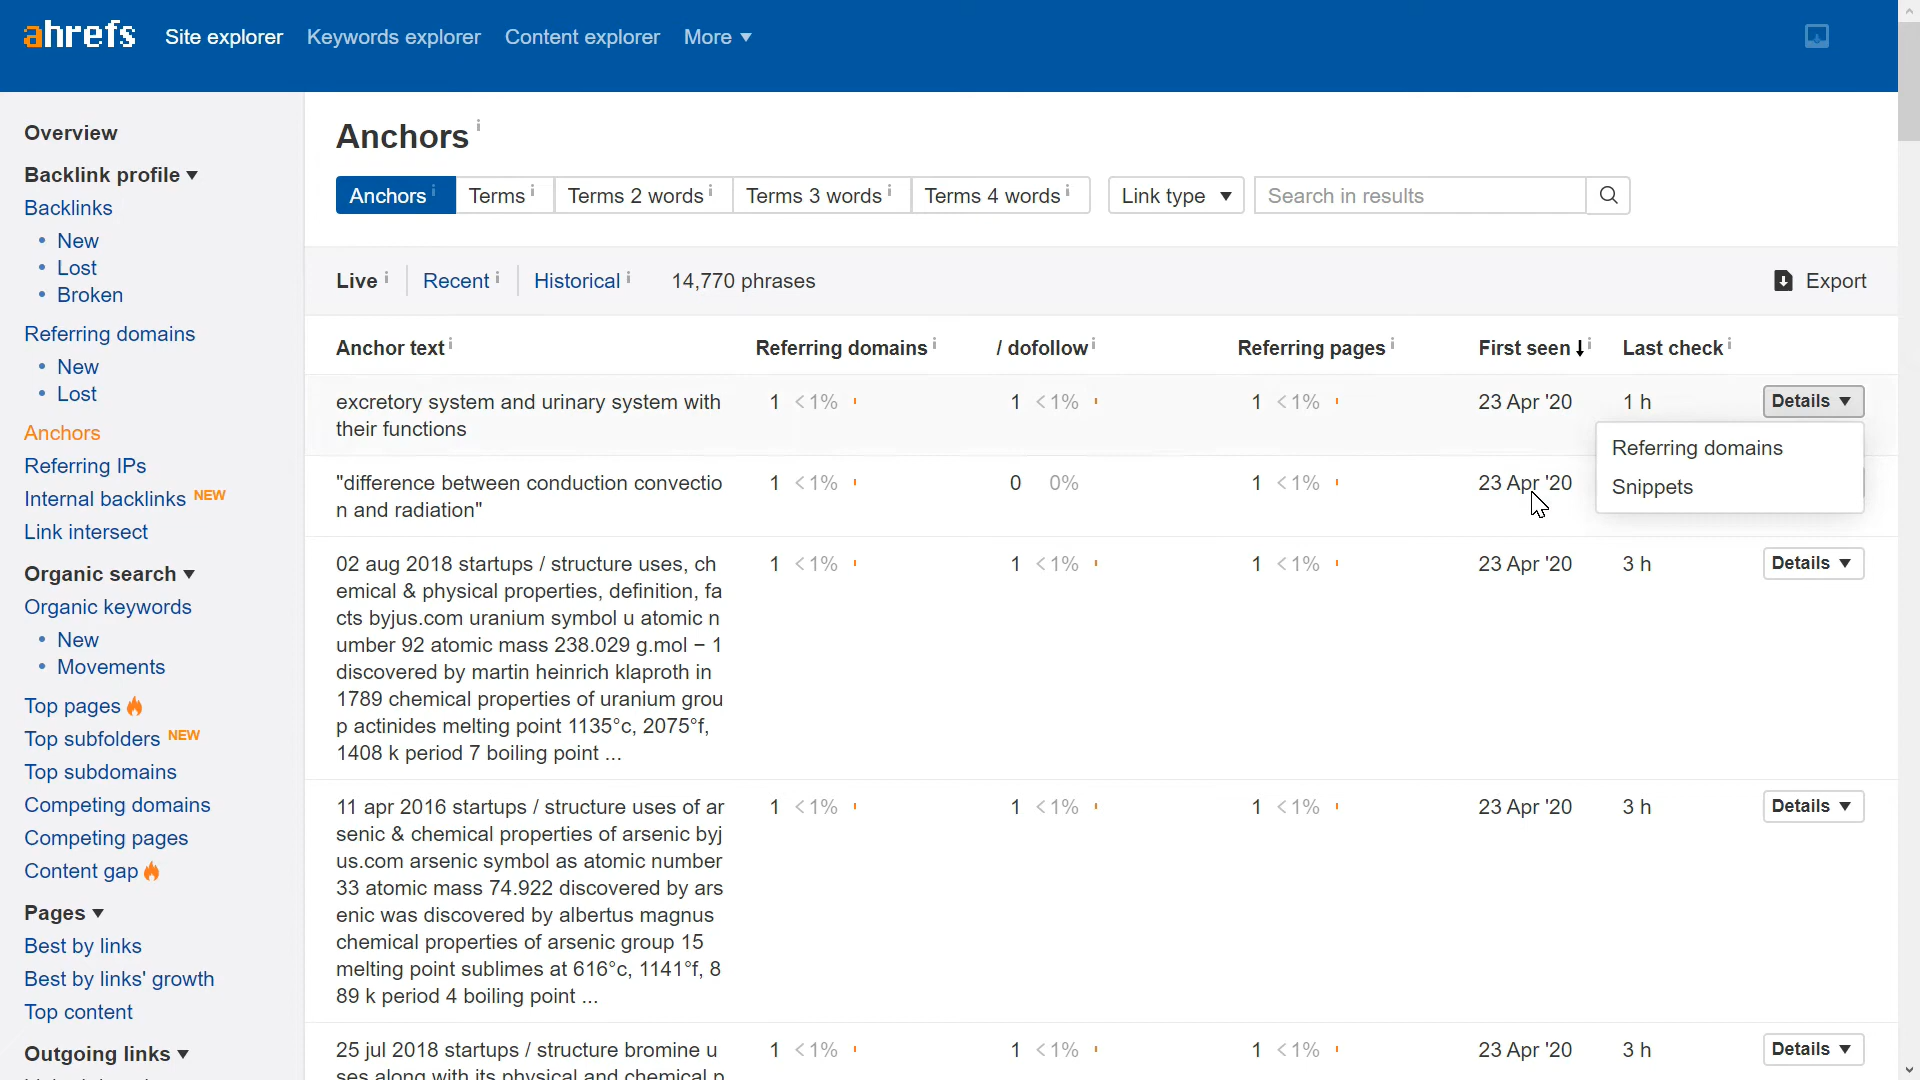 ahrefs Site explorer Keywords explorer Content explorer More
Overview
Backlink profile
Backlinks
New
Lost
Broken
Referring domains
New
Lost
Anchors
Referring IPs
Internal backlinks NEW
Link intersect
Organic search
Organic keywords
New
Movements
Top pages
Top subfolders NEW
Top subdomains
Competing domains
Competing pages
Content gap
Pages
Best by links
Best by links' growth
Top content
Outgoing links
Anchors i
Anchors i Terms i Terms 2 words i Terms 3 words i Terms 4 words i Link type Search in results
Live i Recent i Historical i 14,770 phrases Export
Anchor text i Referring domains i / dofollow i Referring pages i First seen ↓ i Last check i
excretory system and urinary system with 1 <1% 1 <1% 1 <1% 23 Apr '20 1 h Details
their functions
Referring domains
Snippets
"difference between conduction convectio 1 <1% 0 0% 1 <1% 23 Apr '20
n and radiation"
02 aug 2018 startups / structure uses, ch 1 <1% 1 <1% 1 <1% 23 Apr '20 3 h Details
emical & physical properties, definition, fa
cts byjus.com uranium symbol u atomic n
umber 92 atomic mass 238.029 g.mol − 1
discovered by martin heinrich klaproth in
1789 chemical properties of uranium grou
p actinides melting point 1135°c, 2075°f,
1408 k period 7 boiling point ...
11 apr 2016 startups / structure uses of ar 1 <1% 1 <1% 1 <1% 23 Apr '20 3 h Details
senic & chemical properties of arsenic byj
us.com arsenic symbol as atomic number
33 atomic mass 74.922 discovered by ars
enic was discovered by albertus magnus
chemical properties of arsenic group 15
melting point sublimes at 616°c, 1141°f, 8
89 k period 4 boiling point ...
25 jul 2018 startups / structure bromine u 1 <1% 1 <1% 1 <1% 23 Apr '20 3 h Details
ses along with its physical and chemical p